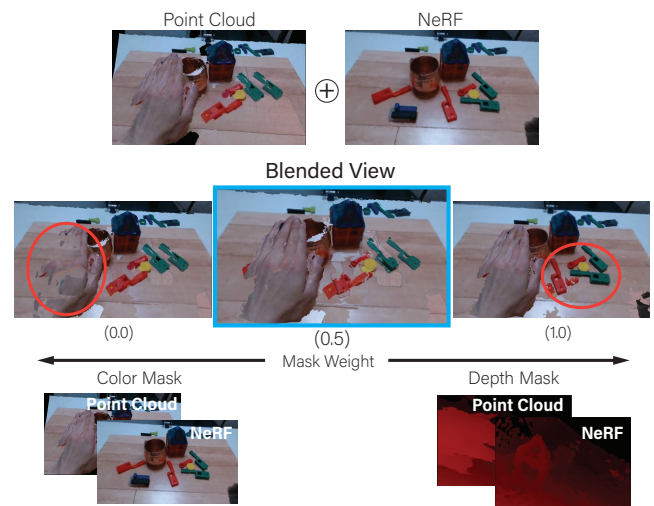 Point Cloud
NeRF
Blended View
(0.0)
(0.5)
(1.0)
Mask Weight
Color Mask
Depth Mask
Point Cloud
NeRF
Point Cloud
NeRF